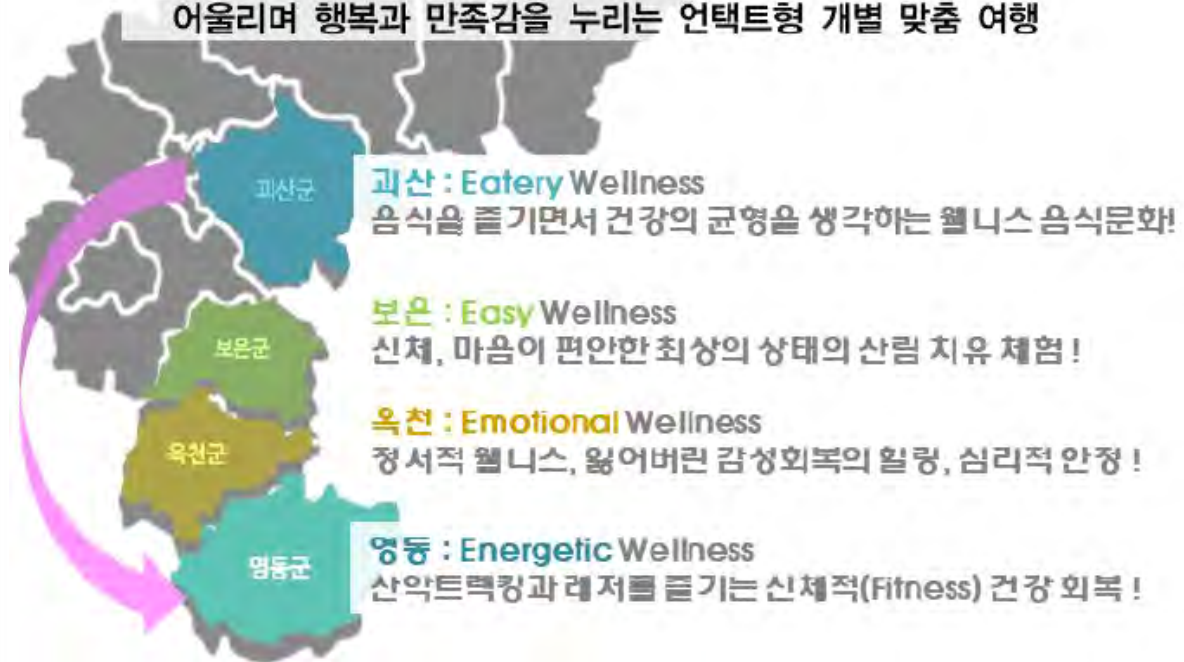 어울리며 행복과 만족감을 누리는 언택트형 개별 맞춤 여행
괴산군
괴산 : Eatery Wellness
음식을 즐기면서 건강의 균형을 생각하는 웰니스 음식문화!
보은군
보은 : Easy Wellness
신체, 마음이 편안한 최상의 상태의 산림 치유 체험 !
옥천군
옥천 : Emotional Wellness
정서적 웰니스, 잃어버린 감성회복의 힐링, 심리적 안정 !
영동군
영동 : Energetic Wellness
산악트랙킹과 레저를 즐기는 신체적(Fitness) 건강 회복 !